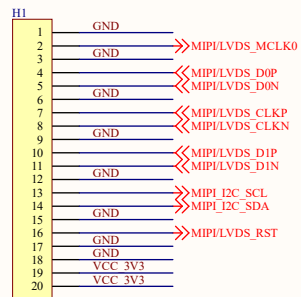 H1
1 GND
2 MIPI/LVDS_MCLK0
3 GND
4 MIPI/LVDS_D0P
5 MIPI/LVDS_D0N
6 GND
7 MIPI/LVDS_CLKP
8 MIPI/LVDS_CLKN
9 GND
10 MIPI/LVDS_D1P
11 MIPI/LVDS_D1N
12 GND
13 MIPI_I2C_SCL
14 MIPI_I2C_SDA
15 GND
16 MIPI/LVDS_RST
17 GND
18 GND
19 VCC_3V3
20 VCC_3V3